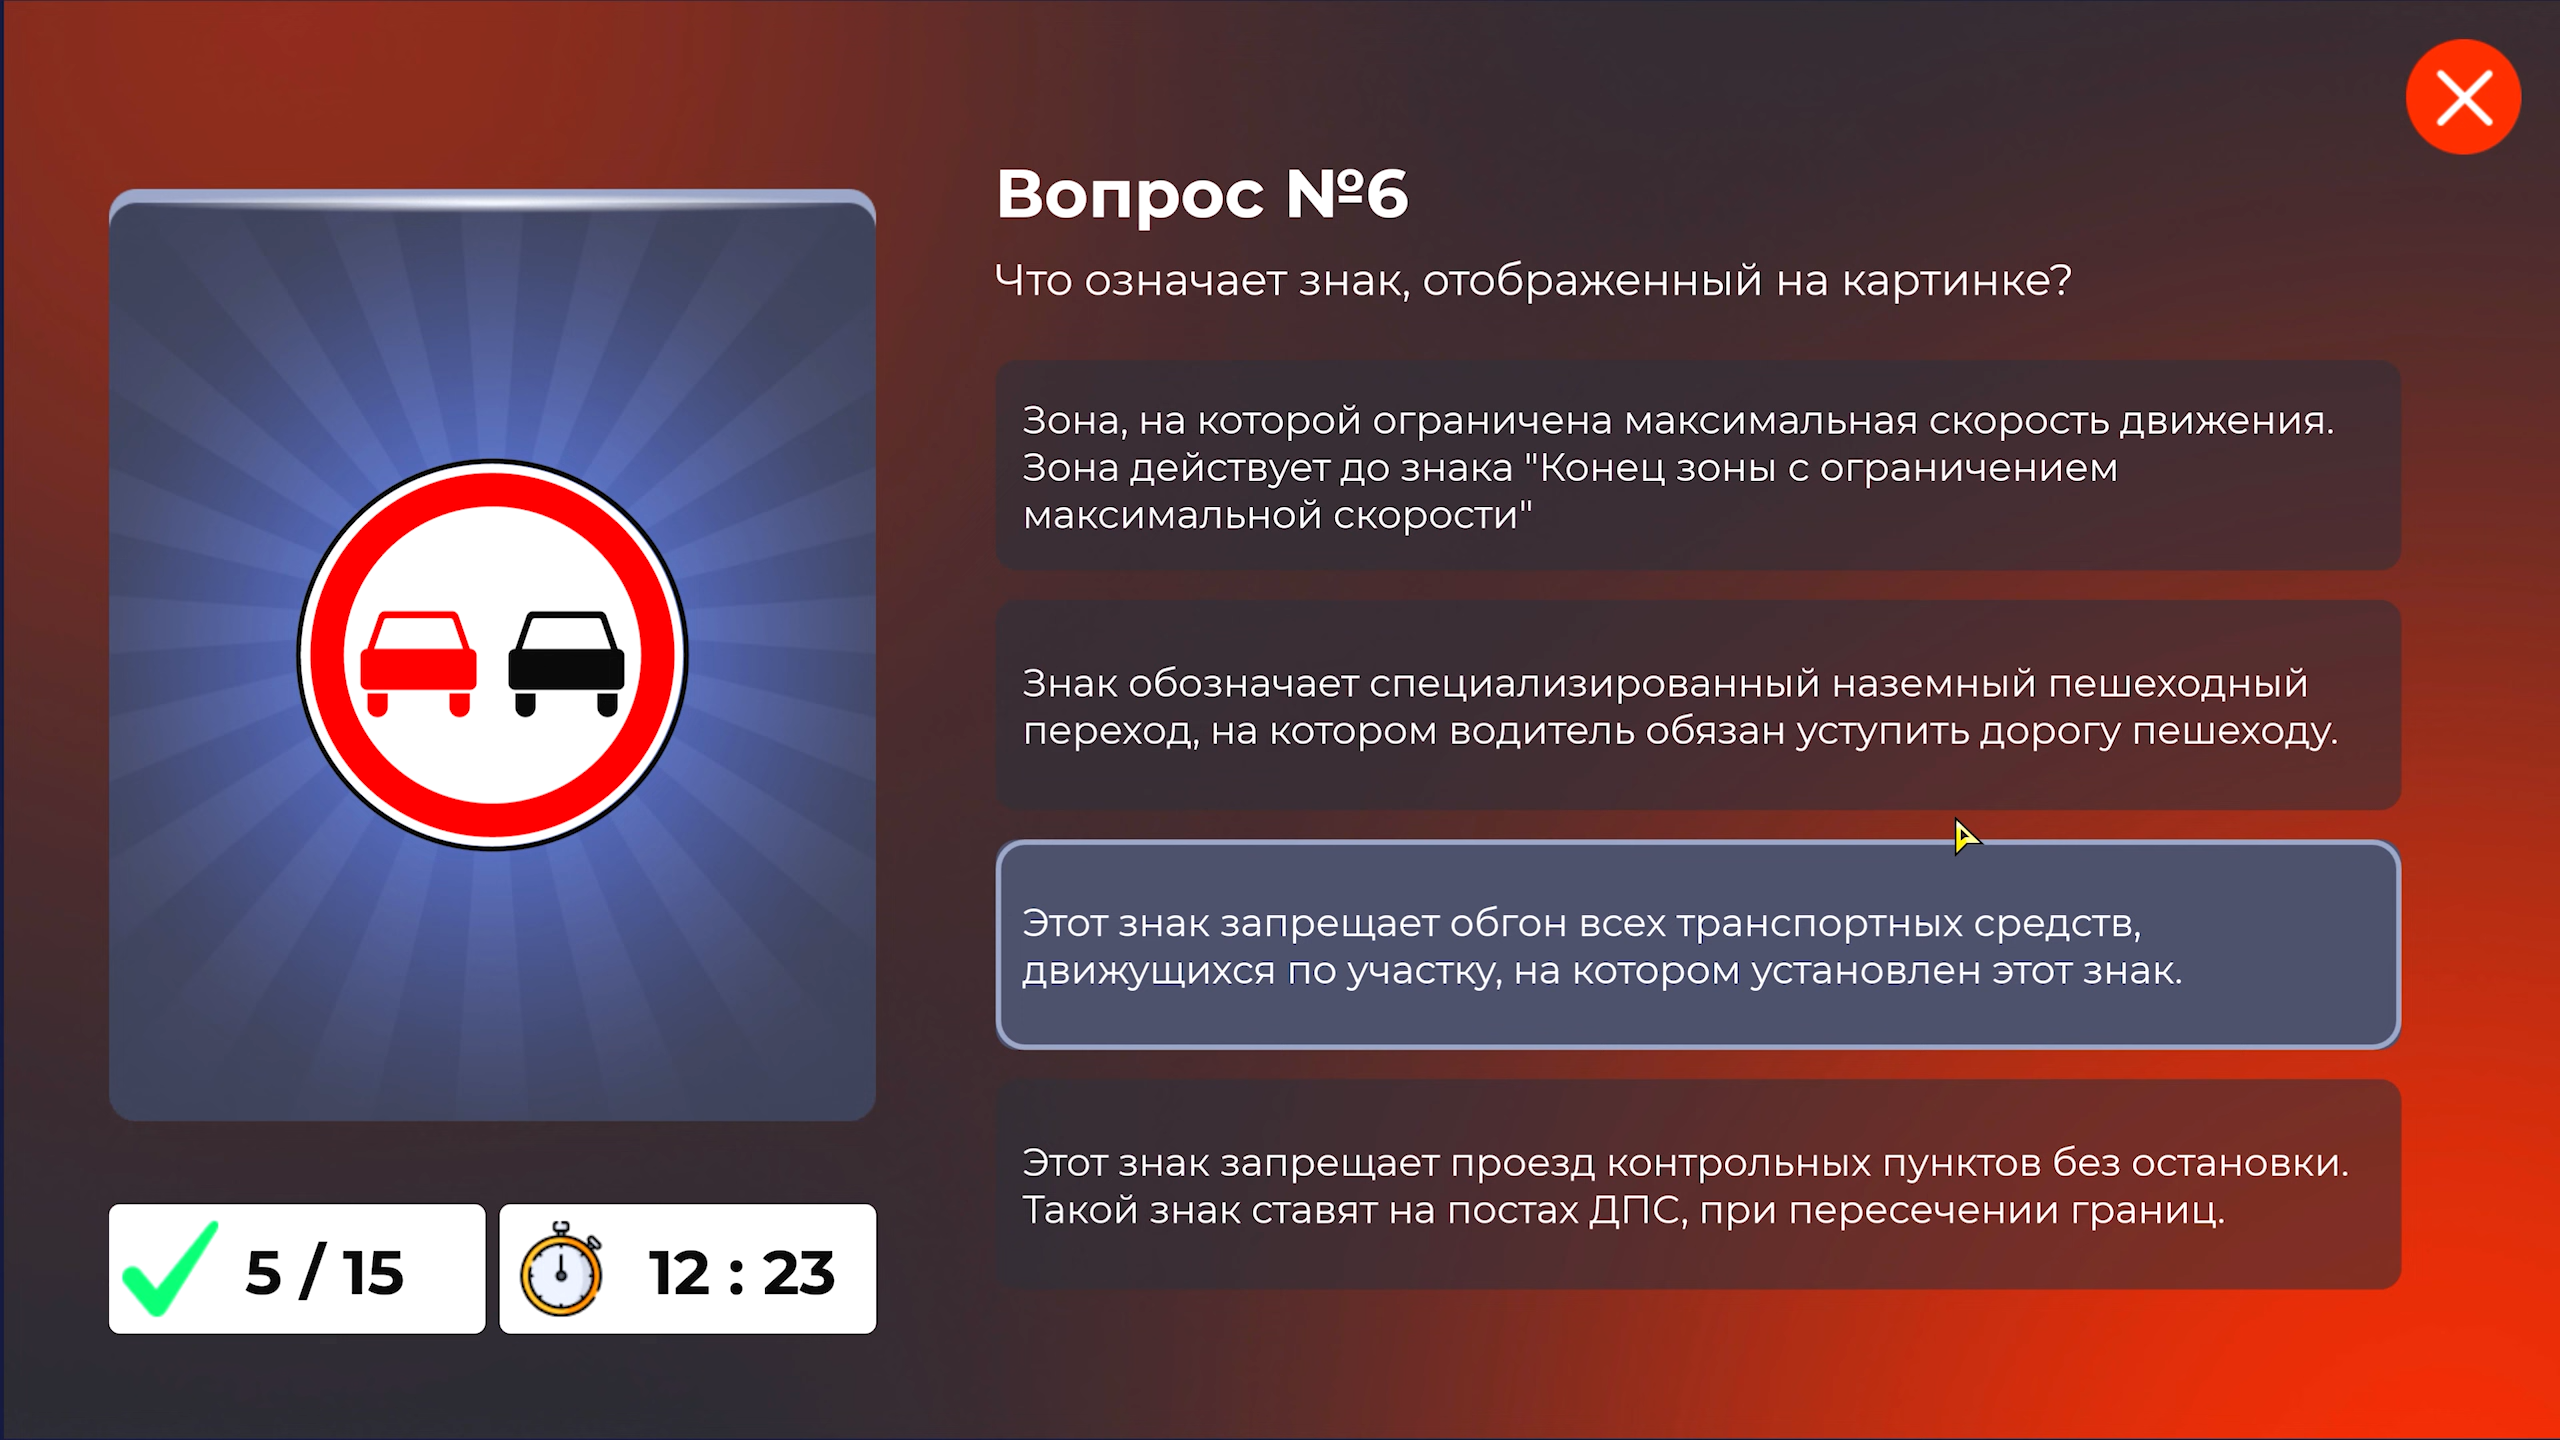 Вопрос №6
Что означает знак, отображенный на картинке?
Зона, на которой ограничена максимальная скорость движения.
Зона действует до знака "Конец зоны с ограничением
максимальной скорости"
Знак обозначает специализированный наземный пешеходный
переход, на котором водитель обязан уступить дорогу пешеходу.
Этот знак запрещает обгон всех транспортных средств,
движущихся по участку, на котором установлен этот знак.
Этот знак запрещает проезд контрольных пунктов без остановки.
Такой знак ставят на постах ДПС, при пересечении границ.
5 / 15
12 : 23